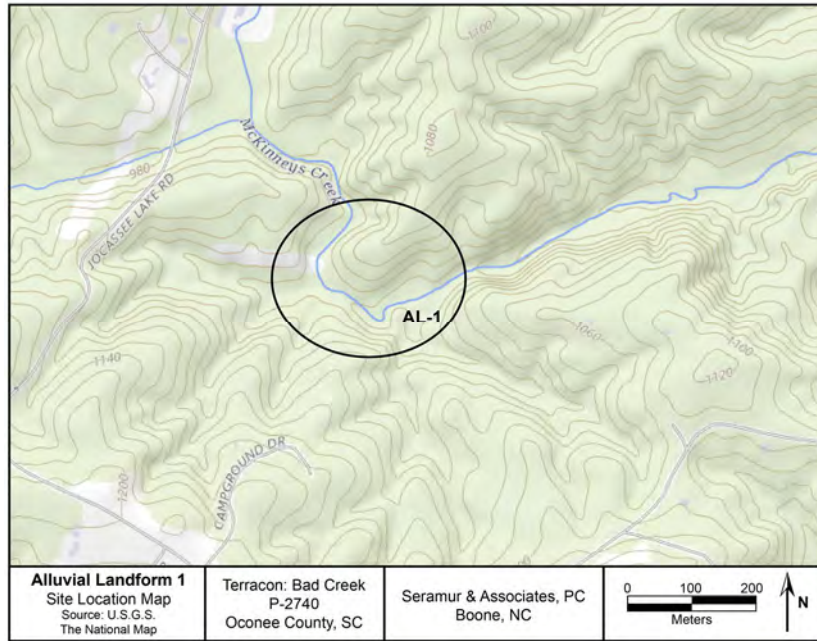 1100
1080
McKinneys Creek
980
JOCASSEE LAKE RD
AL-1
1060
1100
1120
1140
CAMPGROUND DR
1200
Alluvial Landform 1
Site Location Map
Source: U.S.G.S.
The National Map
Terracon: Bad Creek
P-2740
Oconee County, SC
Seramur & Associates, PC
Boone, NC
0 100 200
Meters
N